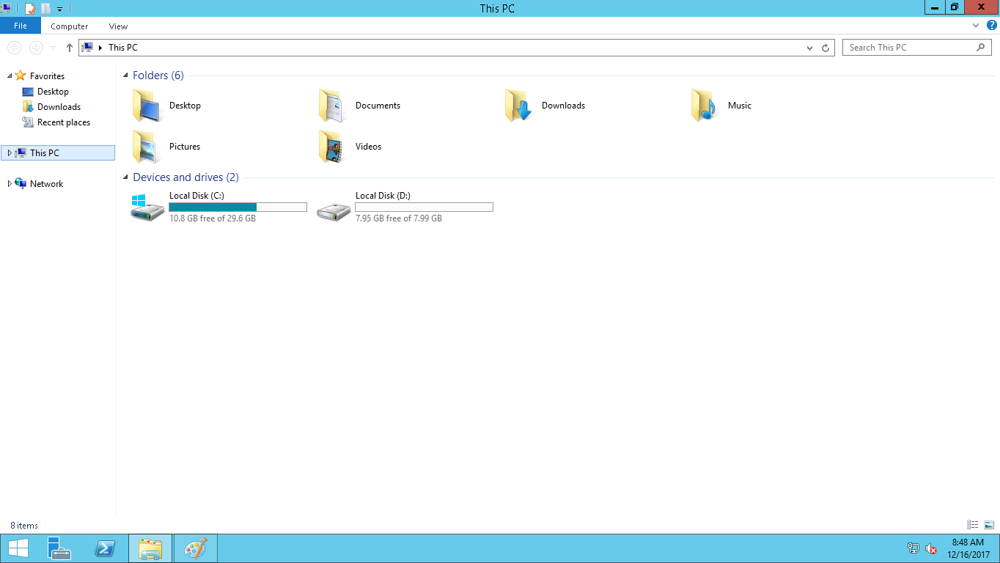 This PC
File Computer View
This PC
Search This PC
Favorites
Desktop
Downloads
Recent places
This PC
Network
Folders (6)
Desktop Documents Downloads Music
Pictures Videos
Devices and drives (2)
Local Disk (C:)
10.8 GB free of 29.6 GB
Local Disk (D:)
7.95 GB free of 7.99 GB
8 items
8:48 AM
12/16/2017